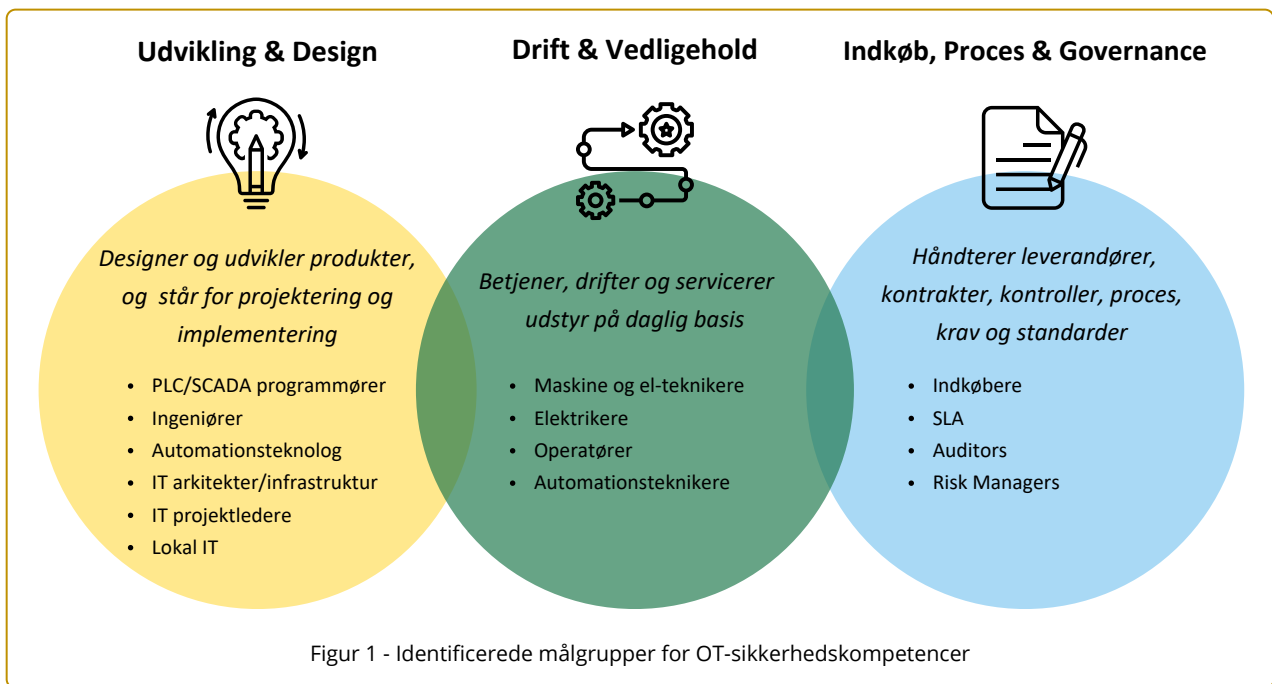 Udvikling & Design
Designer og udvikler produkter,
og står for projektering og
implementering
• PLC/SCADA programmører
• Ingeniører
• Automationsteknolog
• IT arkitekter/infrastruktur
• IT projektledere
• Lokal IT
Drift & Vedligehold
Betjener, drifter og servicerer
udstyr på daglig basis
• Maskine og el-teknikere
• Elektrikere
• Operatører
• Automationsteknikere
Indkøb, Proces & Governance
Håndterer leverandører,
kontrakter, kontroller, proces,
krav og standarder
• Indkøbere
• SLA
• Auditors
• Risk Managers
Figur 1 - Identificerede målgrupper for OT-sikkerhedskompetencer